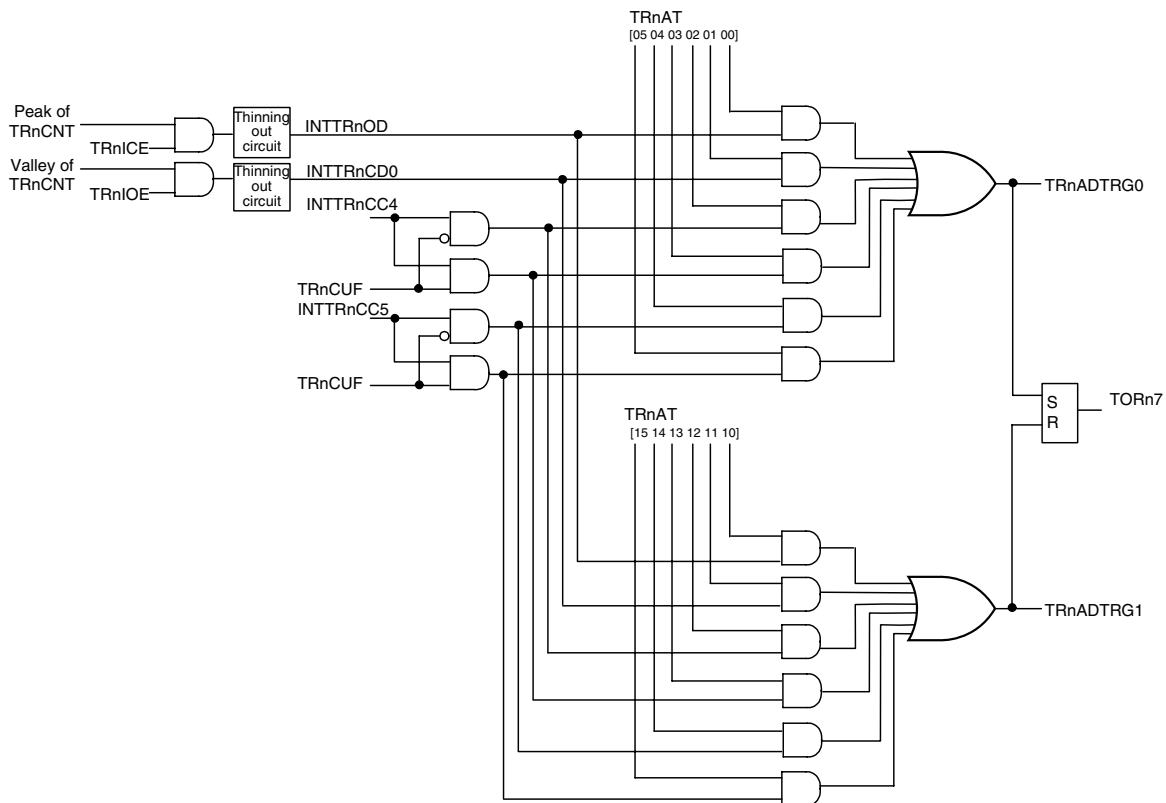 TRnAT
[05 04 03 02 01 00]
Peak of
TRnCNT
TRnICE
Thinning
out
circuit
INTTRnOD
Valley of
TRnCNT
TRnIOE
Thinning
out
circuit
INTTRnCD0
INTTRnCC4
TRnCUF
INTTRnCC5
TRnCUF
TRnADTRG0
S
R
TORn7
TRnAT
[15 14 13 12 11 10]
TRnADTRG1